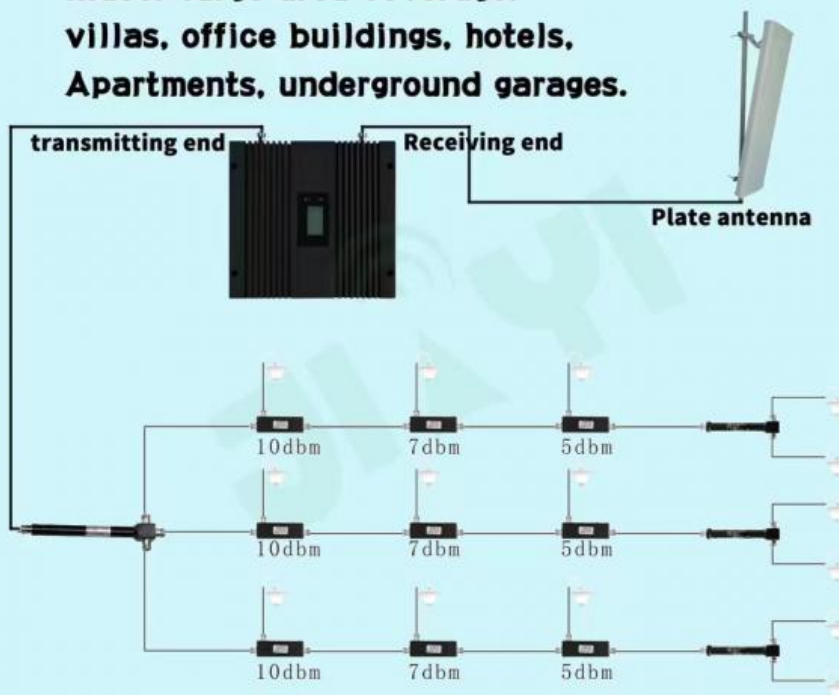 villas, office buildings, hotels,
Apartments, underground garages.
transmitting end
Receiving end
Plate antenna
JIAYI
10dbm 7dbm 5dbm
10dbm 7dbm 5dbm
10dbm 7dbm 5dbm